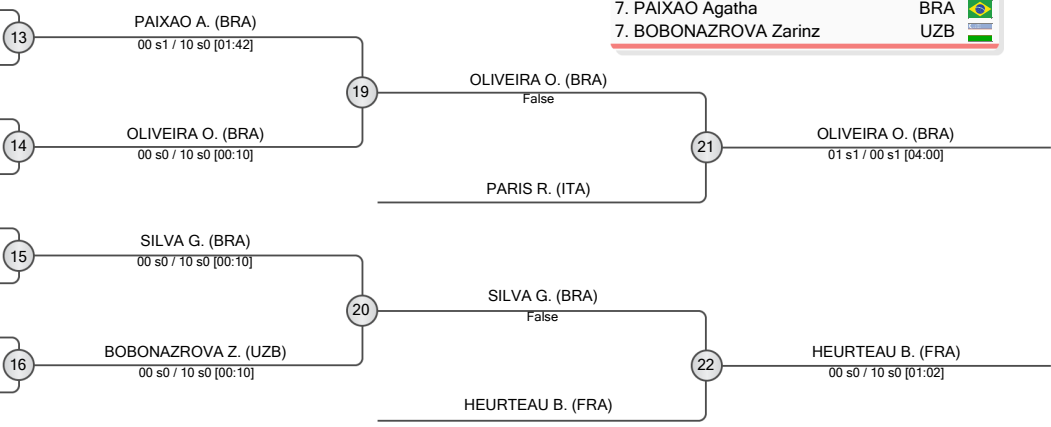 7. PAIXAO Agatha BRA
7. BOBONAZROVA Zarinz UZB
PAIXAO A. (BRA)
13
00 s1 / 10 s0 [01:42]
OLIVEIRA O. (BRA)
19
False
OLIVEIRA O. (BRA)
14
00 s0 / 10 s0 [00:10]
OLIVEIRA O. (BRA)
21
01 s1 / 00 s1 [04:00]
PARIS R. (ITA)
SILVA G. (BRA)
15
00 s0 / 10 s0 [00:10]
SILVA G. (BRA)
20
False
BOBONAZROVA Z. (UZB)
16
00 s0 / 10 s0 [00:10]
HEURTEAU B. (FRA)
22
00 s0 / 10 s0 [01:02]
HEURTEAU B. (FRA)